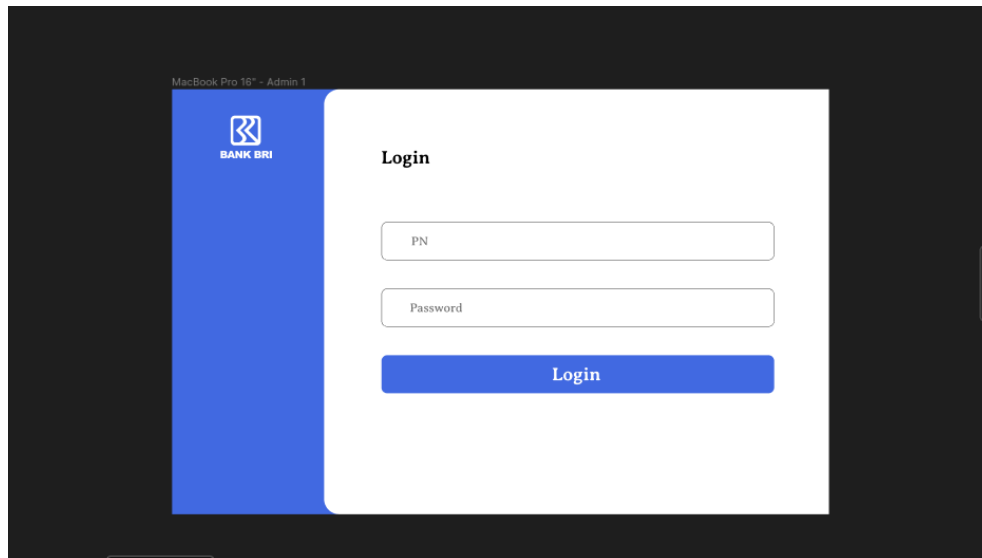 MacBook Pro 16" - Admin 1
BANK BRI
Login
PN
Password
Login